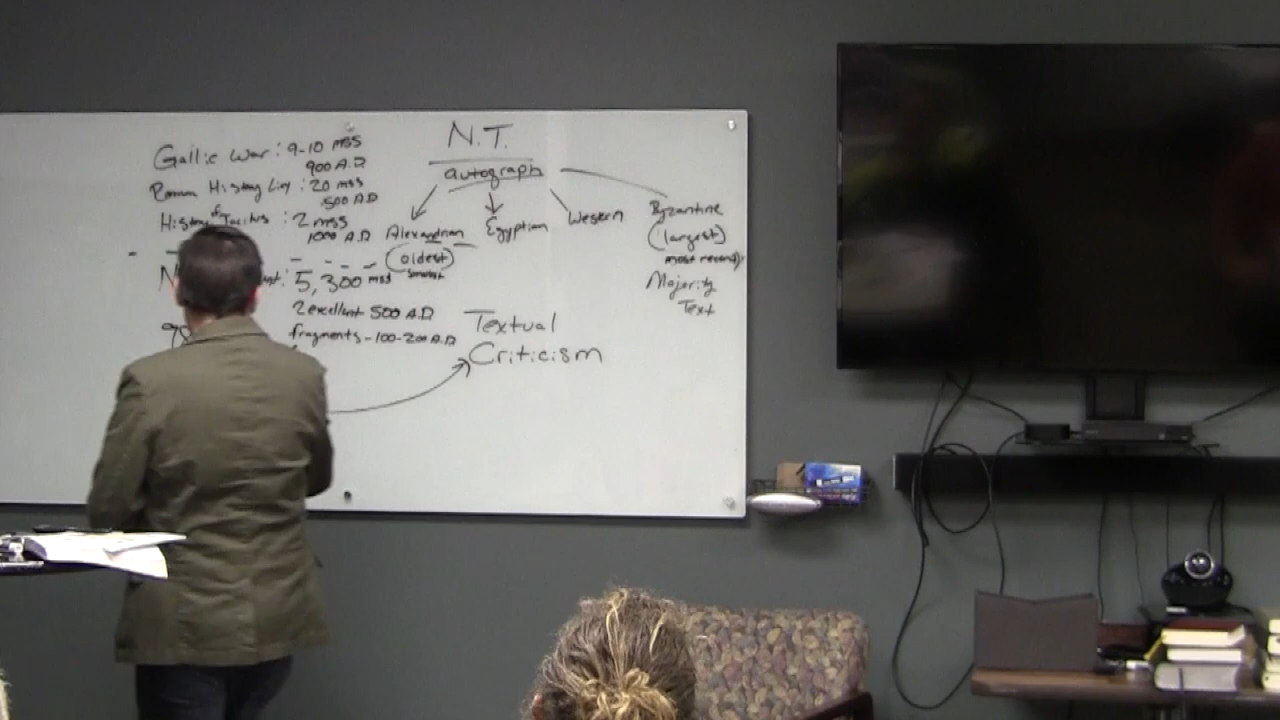 Gallic War: 9-10 mss
900 A.D.
Roman History Livy: 20 mss
500 A.D
History of Tacitus: 2 mss
1000 A.D
5,300 mss
2 excellent 500 A.D.
fragments - 100-200 A.D
N.T.
autograph
Alexandrian
(oldest)
smallest
Egyptian
Western
Byzantine
(largest)
most recent)
Majority
Text
Textual
Criticism